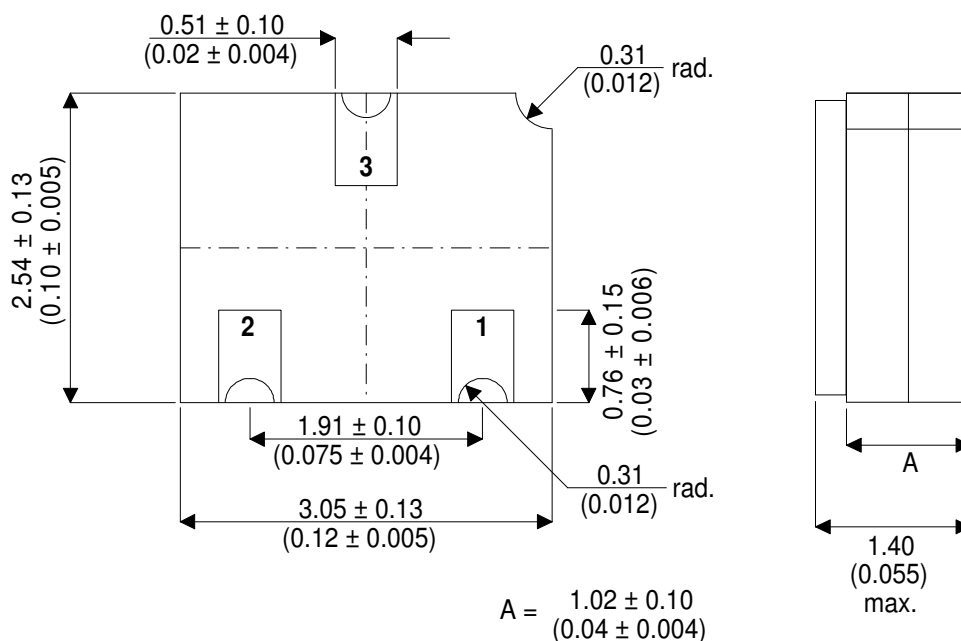 0.51 ± 0.10
(0.02 ± 0.004)
0.31
(0.012)
rad.
3
2.54 ± 0.13
(0.10 ± 0.005)
2
1
0.76 ± 0.15
(0.03 ± 0.006)
1.91 ± 0.10
(0.075 ± 0.004)
A
0.31
(0.012)
rad.
3.05 ± 0.13
(0.12 ± 0.005)
1.40
(0.055)
max.
A = 1.02 ± 0.10
(0.04 ± 0.004)